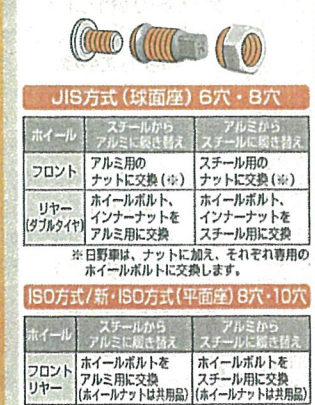 JIS方式(球面座)6穴・8穴
ホイール
スチールから
アルミに履き替え
アルミから
スチールに履き替え
フロント
アルミ用の
ナットに交換(※)
スチール用の
ナットに交換(※)
リヤー
(ダブルタイヤ)
ホイールボルト、
インナーナットを
アルミ用に交換
ホイールボルト、
インナーナットを
スチール用に交換
※日野車は、ナットに加え、それぞれ専用の
ホイールボルトに交換します。
ISO方式/新・ISO方式(平面座)8穴・10穴
ホイール
スチールから
アルミに履き替え
アルミから
スチールに履き替え
フロント
リヤー
ホイールボルトを
アルミ用に交換
(ホイールナットは共用品)
ホイールボルトを
スチール用に交換
(ホイールナットは共用品)